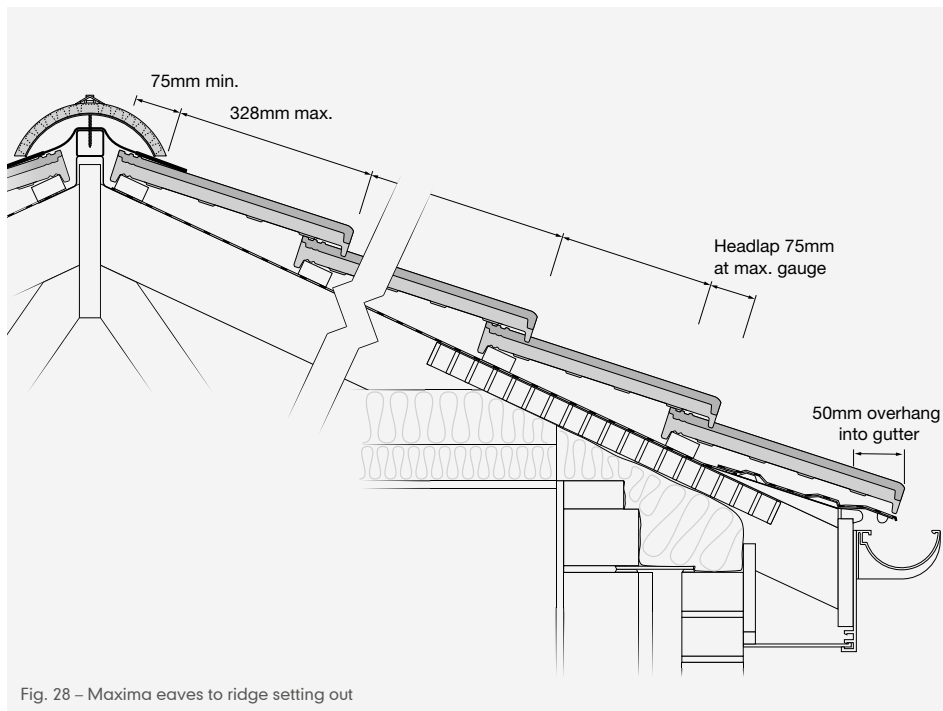 75mm min.
328mm max.
Headlap 75mm
at max. gauge
50mm overhang
into gutter
Fig. 28 – Maxima eaves to ridge setting out